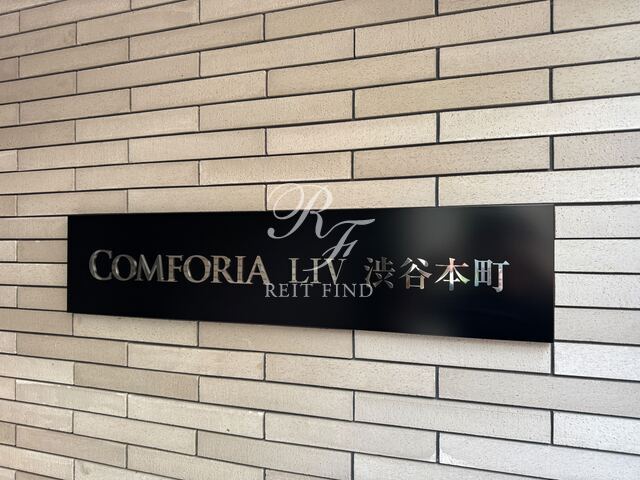 RF
COMFORIA LIV 渋谷本町
REIT FIND